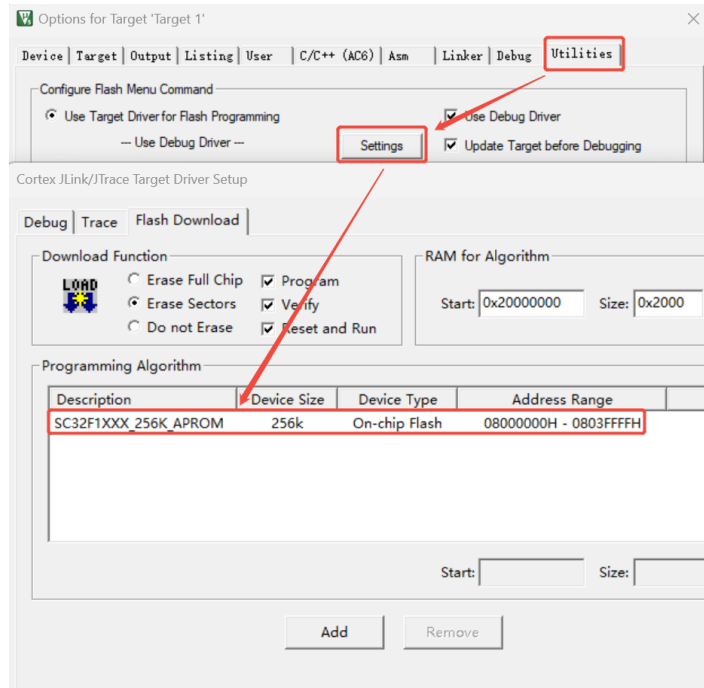 Options for Target 'Target 1'
Device Target Output Listing User C/C++ (AC6) Asm Linker Debug Utilities
Configure Flash Menu Command
Use Target Driver for Flash Programming Use Debug Driver
--- Use Debug Driver --- Settings Update Target before Debugging
Cortex JLink/JTrace Target Driver Setup
Debug Trace Flash Download
Download Function
LOAD
Erase Full Chip Program
Erase Sectors Verify
Do not Erase Reset and Run
RAM for Algorithm
Start: 0x20000000 Size: 0x2000
Programming Algorithm
Description Device Size Device Type Address Range
SC32F1XXX_256K_APROM 256k On-chip Flash 08000000H - 0803FFFFH
Start: Size:
Add Remove